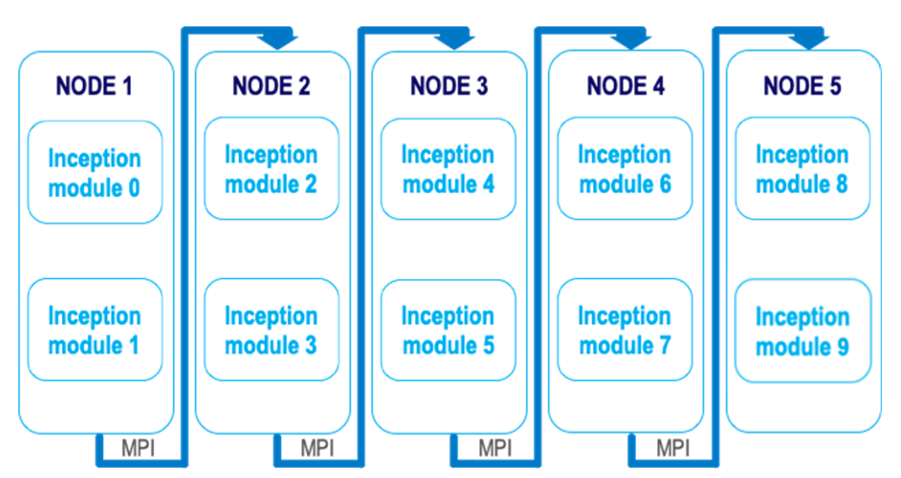 NODE 1
Inception
module 0
Inception
module 1
MPI
NODE 2
Inception
module 2
Inception
module 3
MPI
NODE 3
Inception
module 4
Inception
module 5
MPI
NODE 4
Inception
module 6
Inception
module 7
MPI
NODE 5
Inception
module 8
Inception
module 9